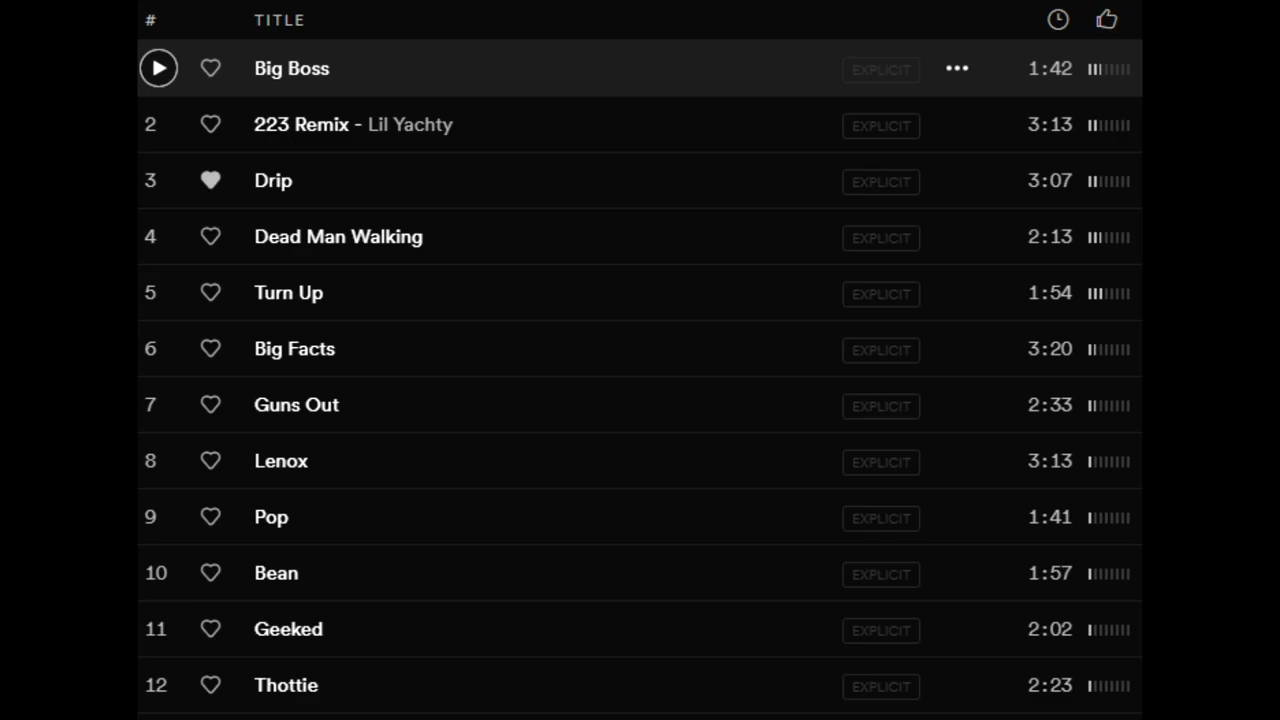 # TITLE
Big Boss EXPLICIT ••• 1:42
2 223 Remix - Lil Yachty EXPLICIT 3:13
3 Drip EXPLICIT 3:07
4 Dead Man Walking EXPLICIT 2:13
5 Turn Up EXPLICIT 1:54
6 Big Facts EXPLICIT 3:20
7 Guns Out EXPLICIT 2:33
8 Lenox EXPLICIT 3:13
9 Pop EXPLICIT 1:41
10 Bean EXPLICIT 1:57
11 Geeked EXPLICIT 2:02
12 Thottie EXPLICIT 2:23